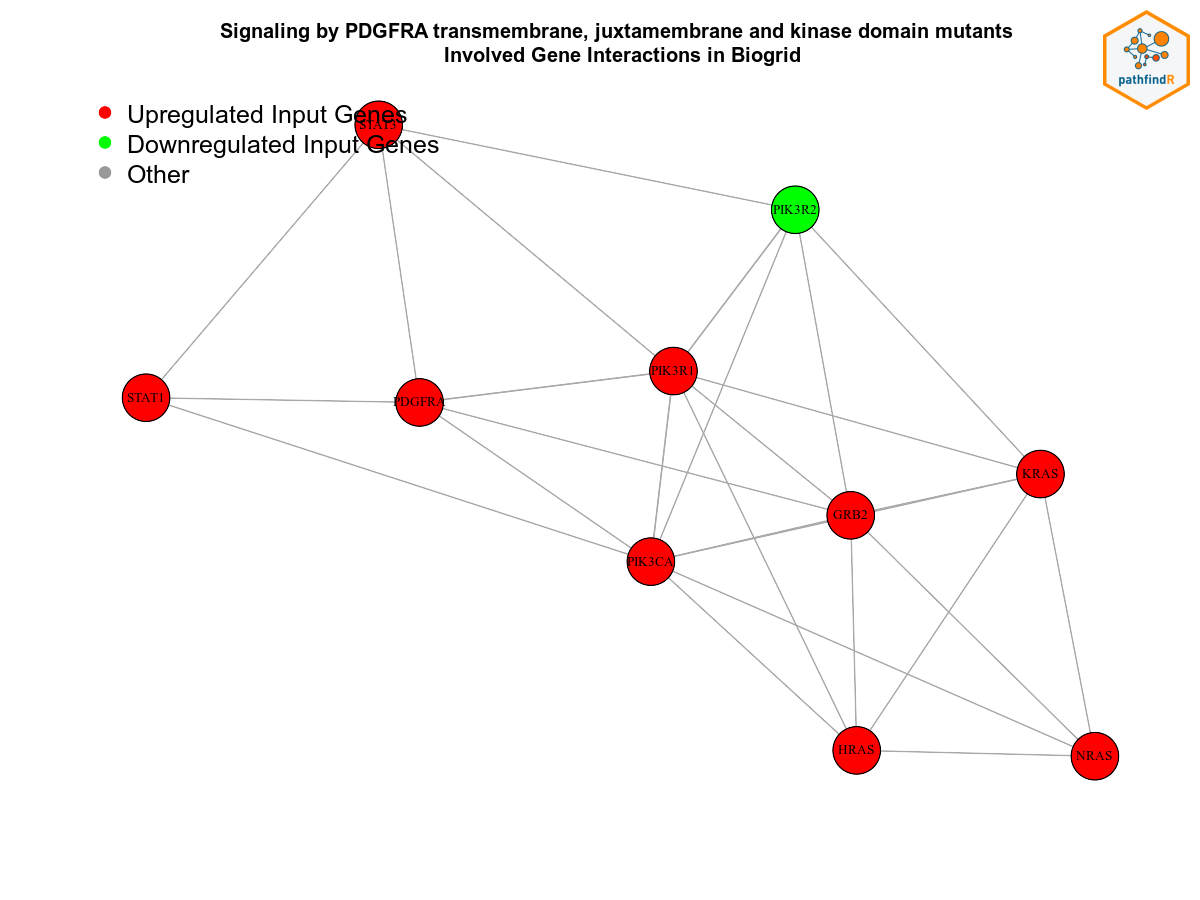 Signaling by PDGFRA transmembrane, juxtamembrane and kinase domain mutants
Involved Gene Interactions in Biogrid
pathfindR
Upregulated Input Genes
STAT3
Downregulated Input Genes
Other
PIK3R2
PIK3R1
STAT1
PDGFRA
KRAS
GRB2
PIK3CA
HRAS
NRAS